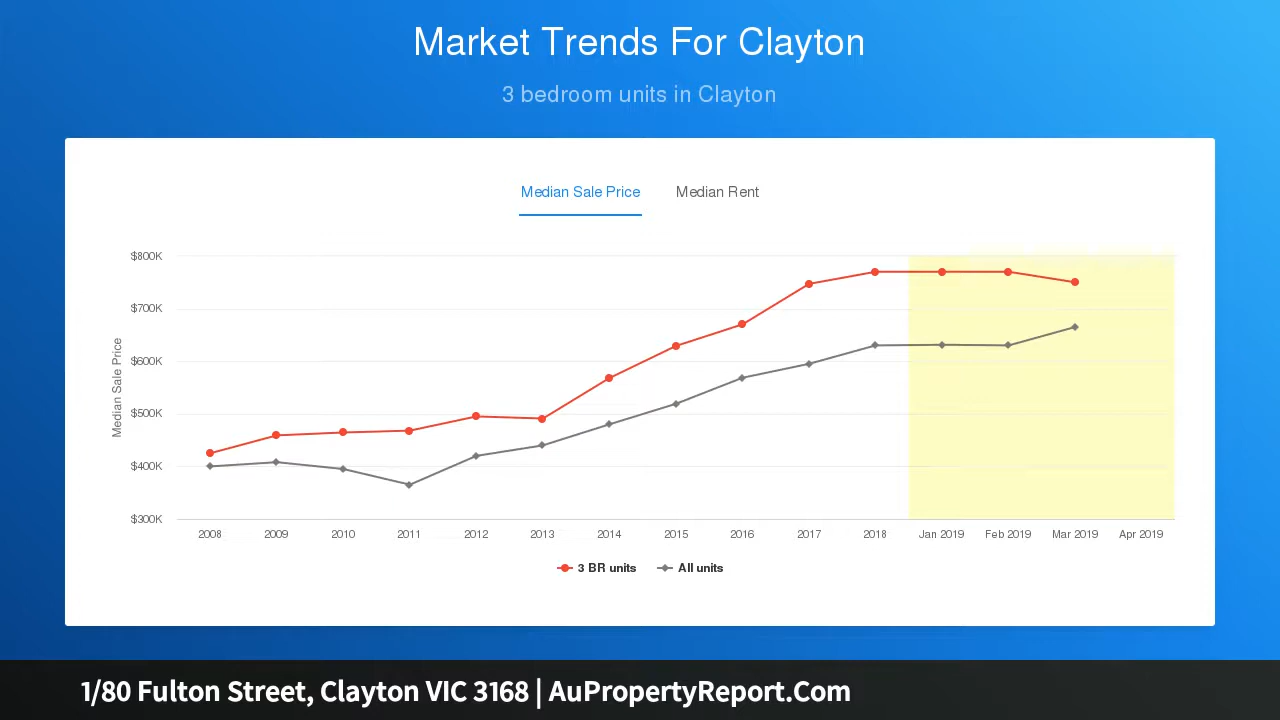 Market Trends For Clayton
3 bedroom units in Clayton
Median Sale Price Median Rent
Median Sale Price
$800K
$700K
$600K
$500K
$400K
$300K
2008 2009 2010 2011 2012 2013 2014 2015 2016 2017 2018 Jan 2019 Feb 2019 Mar 2019 Apr 2019
3 BR units All units
1/80 Fulton Street, Clayton VIC 3168 | AuPropertyReport.Com